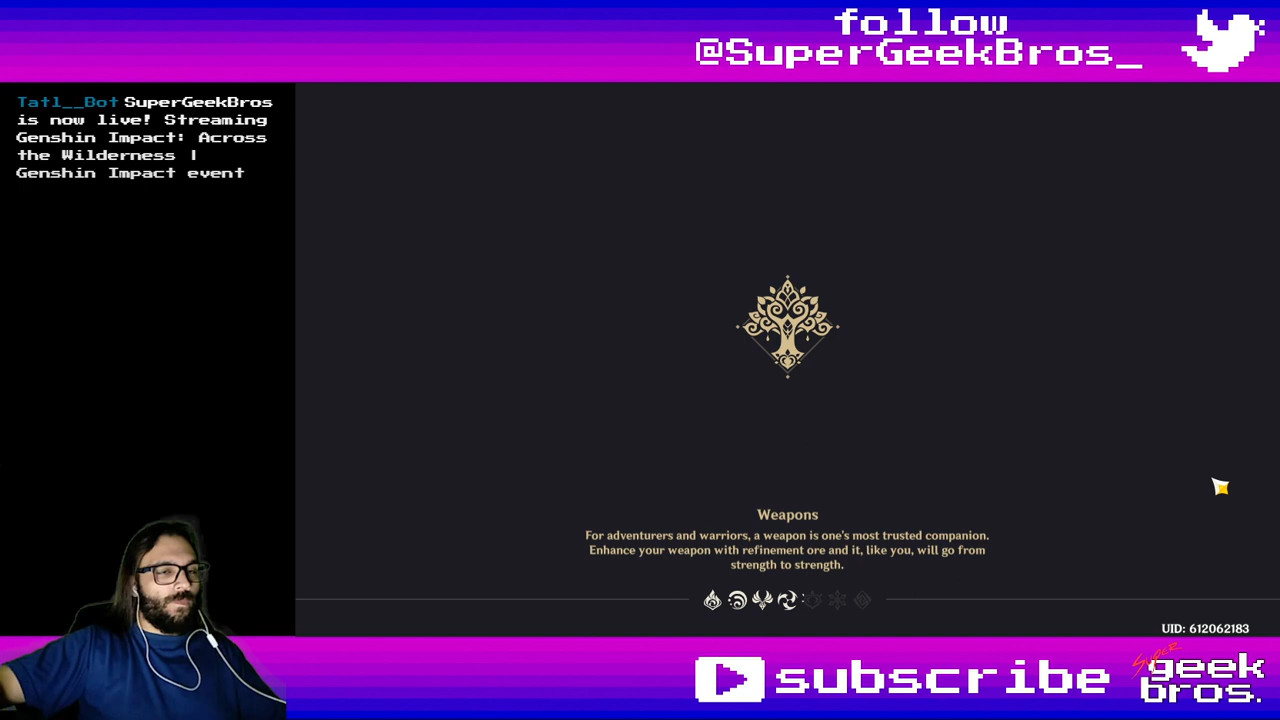 follow
@SuperGeekBros_
Tatl__Bot SuperGeekBros
is now live! Streaming
Genshin Impact: Across
the Wilderness |
Genshin Impact event
Weapons
For adventurers and warriors, a weapon is one's most trusted companion.
Enhance your weapon with refinement ore and it, like you, will go from
strength to strength.
UID: 612062183
subscribe
super
geek
bros.